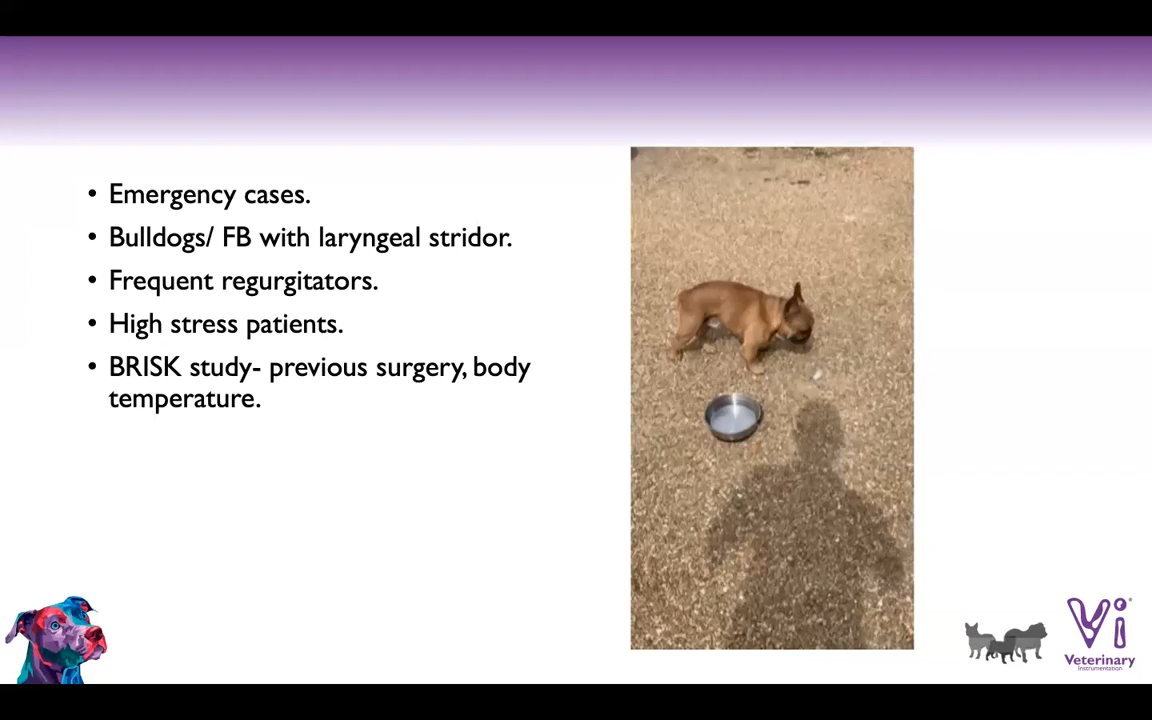 • Emergency cases.
• Bulldogs/ FB with laryngeal stridor.
• Frequent regurgitators.
• High stress patients.
• BRISK study- previous surgery, body
temperature.
Vi
Veterinary
Instrumentation